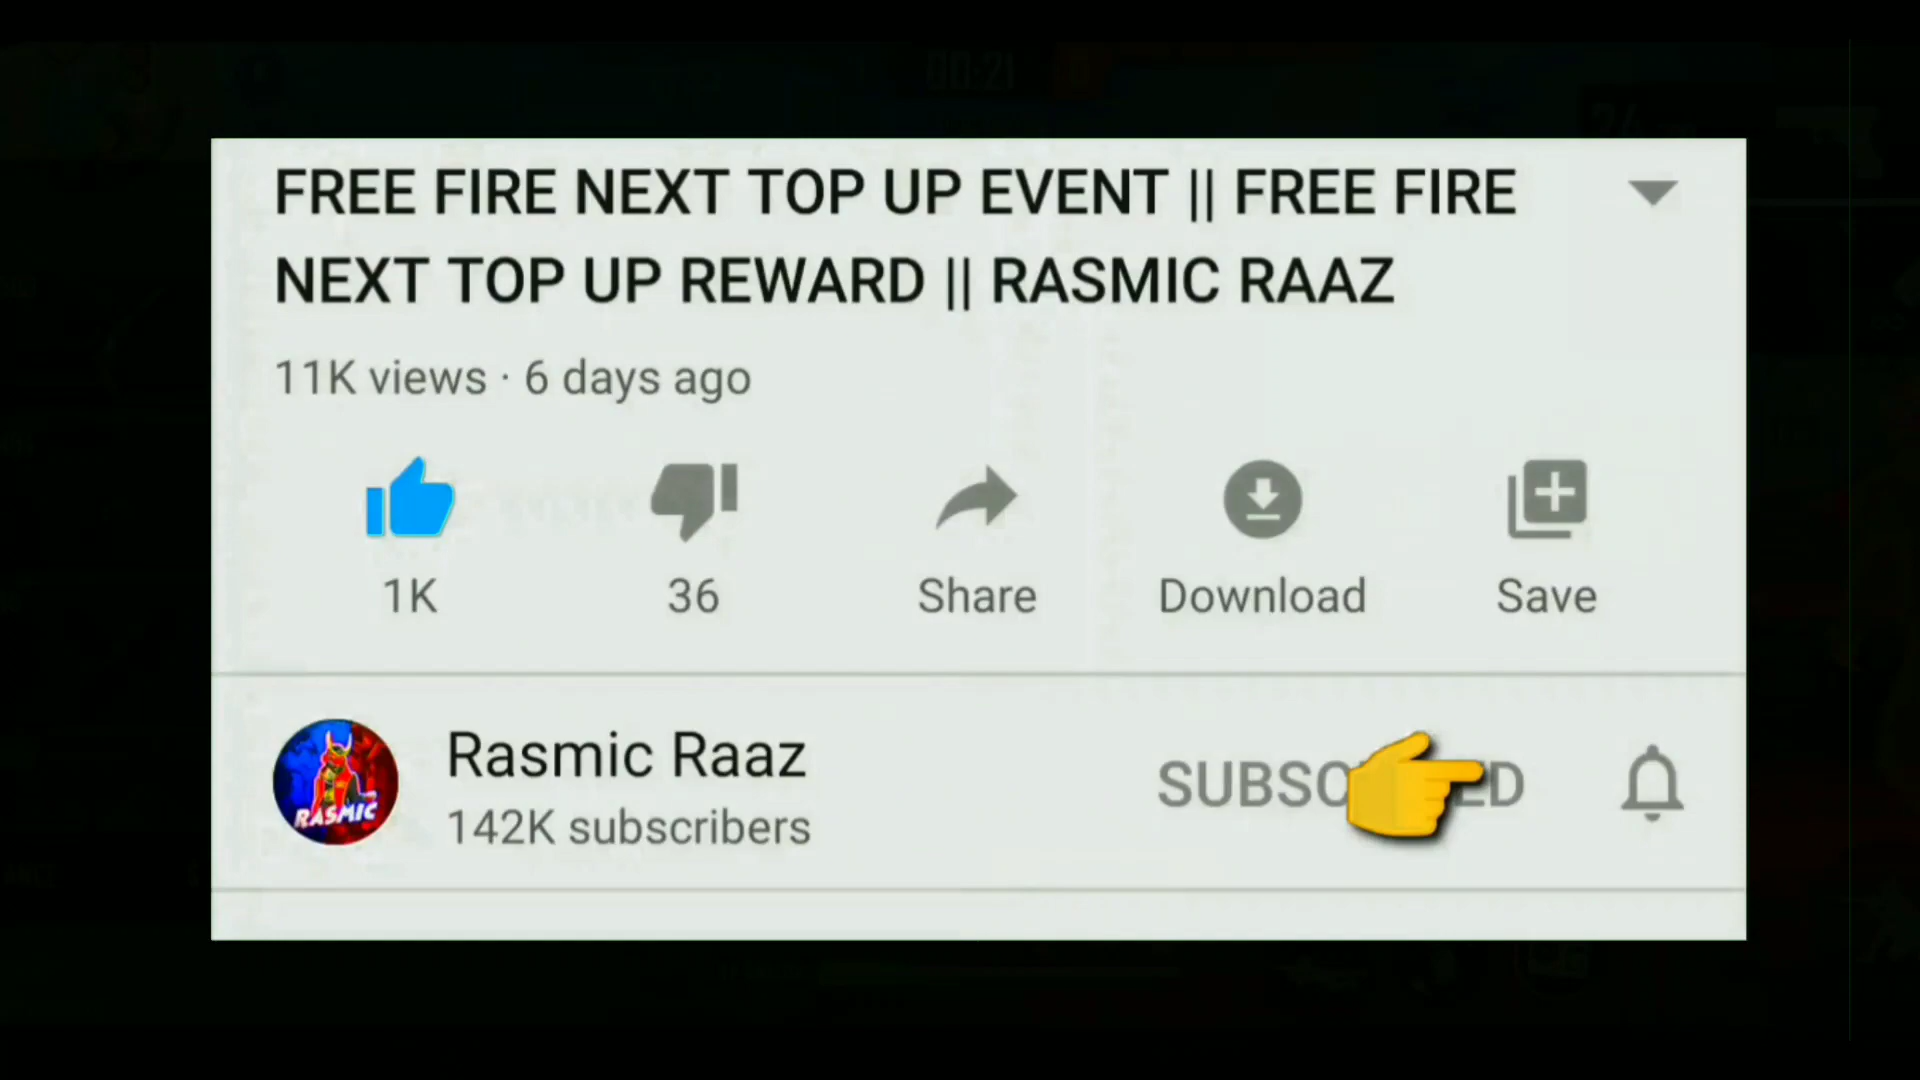 FREE FIRE NEXT TOP UP EVENT || FREE FIRE
NEXT TOP UP REWARD || RASMIC RAAZ
11K views · 6 days ago
1K
36
Share
Download
Save
RASMIC
Rasmic Raaz
142K subscribers